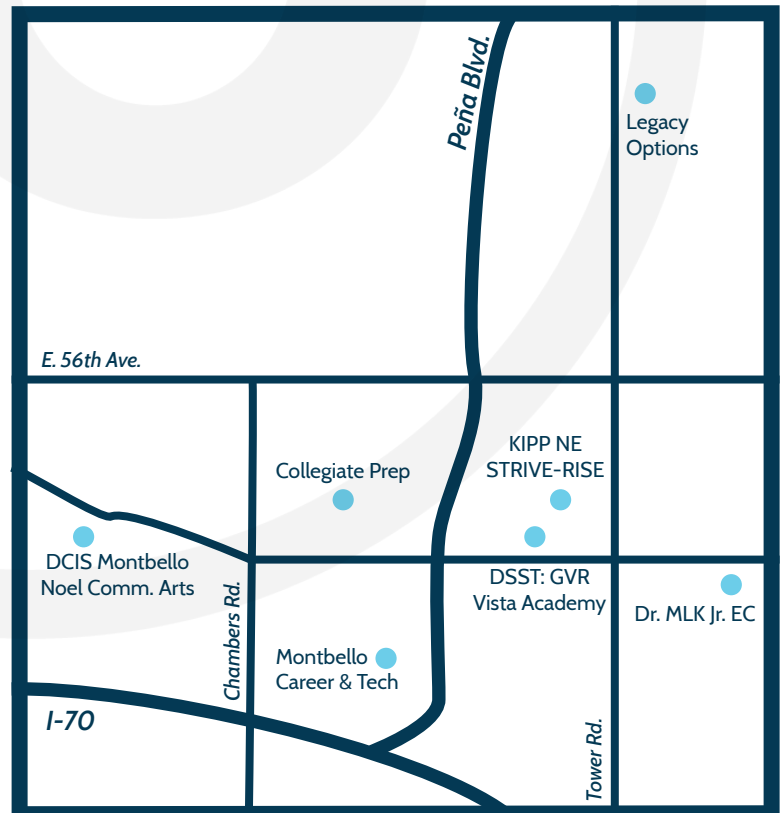 Peña Blvd.
Legacy
Options
E. 56th Ave.
Collegiate Prep
KIPP NE
STRIVE-RISE
DCIS Montbello
Noel Comm. Arts
DSST: GVR
Vista Academy
Dr. MLK Jr. EC
Chambers Rd.
Montbello
Career & Tech
I-70
Tower Rd.